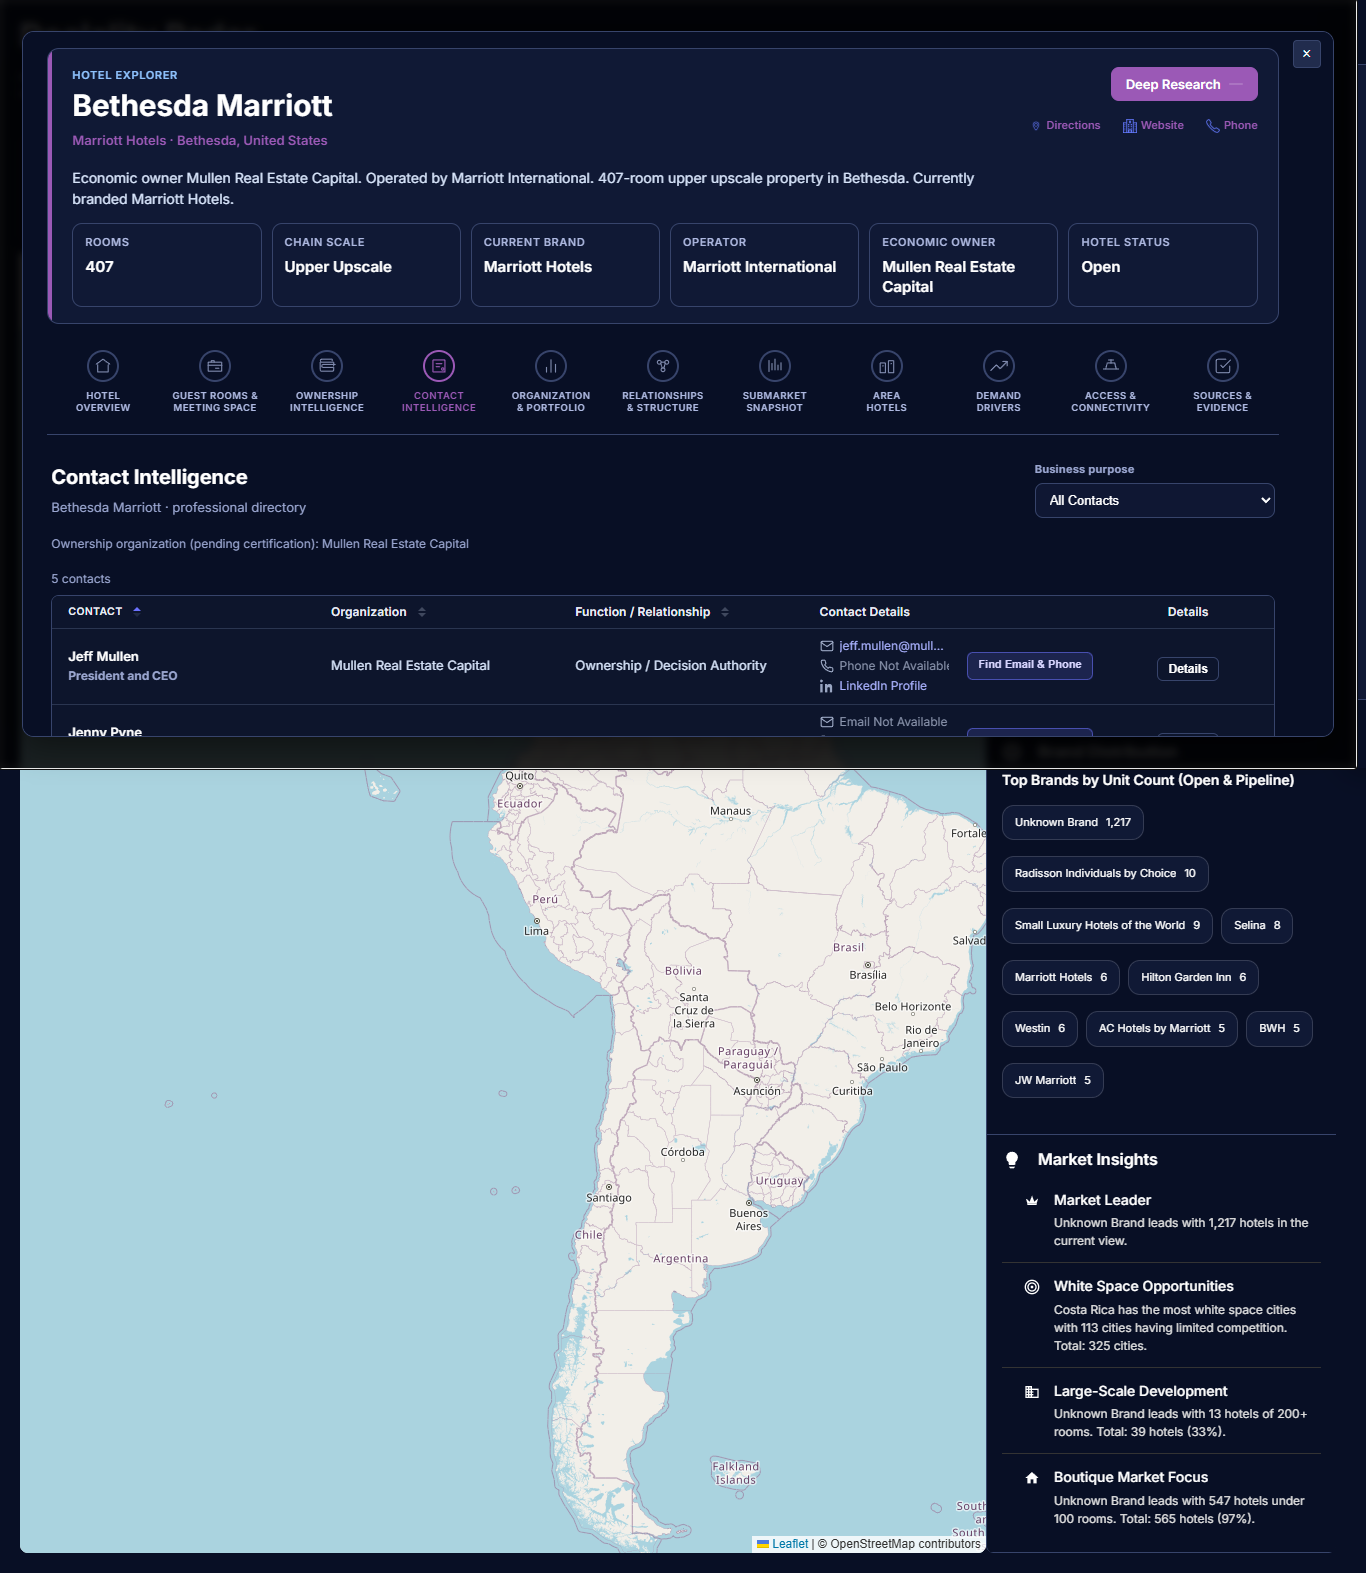 ×
HOTEL EXPLORER
Bethesda Marriott
Marriott Hotels · Bethesda, United States
Deep Research
Directions
Website
Phone
Economic owner Mullen Real Estate Capital. Operated by Marriott International. 407-room upper upscale property in Bethesda. Currently
branded Marriott Hotels.
ROOMS
407
CHAIN SCALE
Upper Upscale
CURRENT BRAND
Marriott Hotels
OPERATOR
Marriott International
ECONOMIC OWNER
Mullen Real Estate
Capital
HOTEL STATUS
Open
HOTEL
OVERVIEW
GUEST ROOMS &
MEETING SPACE
OWNERSHIP
INTELLIGENCE
CONTACT
INTELLIGENCE
ORGANIZATION
& PORTFOLIO
RELATIONSHIPS
& STRUCTURE
SUBMARKET
SNAPSHOT
AREA
HOTELS
DEMAND
DRIVERS
ACCESS &
CONNECTIVITY
SOURCES &
EVIDENCE
Contact Intelligence
Bethesda Marriott · professional directory
Business purpose
All Contacts
Ownership organization (pending certification): Mullen Real Estate Capital
5 contacts
CONTACT
Organization
Function / Relationship
Contact Details
Details
Jeff Mullen
President and CEO
Mullen Real Estate Capital
Ownership / Decision Authority
jeff.mullen@mull...
Phone Not Available
LinkedIn Profile
Find Email & Phone
Details
Jenny Pyne
Email Not Available
Quito
Ecuador
Manaus
Fortale
Perú
Lima
Brasil
Salvad
Bolivia
Brasília
Santa
Cruz de
la Sierra
Belo Horizonte
Rio de
Janeiro
Paraguay /
Paraguái
São Paulo
Asunción
Curitiba
Córdoba
Uruguay
Santiago
Buenos
Aires
Chile
Argentina
Falkland
Islands
South
an
South
Leaflet | © OpenStreetMap contributors
Top Brands by Unit Count (Open & Pipeline)
Unknown Brand 1,217
Radisson Individuals by Choice 10
Small Luxury Hotels of the World 9
Selina 8
Marriott Hotels 6
Hilton Garden Inn 6
Westin 6
AC Hotels by Marriott 5
BWH 5
JW Marriott 5
Market Insights
Market Leader
Unknown Brand leads with 1,217 hotels in the
current view.
White Space Opportunities
Costa Rica has the most white space cities
with 113 cities having limited competition.
Total: 325 cities.
Large-Scale Development
Unknown Brand leads with 13 hotels of 200+
rooms. Total: 39 hotels (33%).
Boutique Market Focus
Unknown Brand leads with 547 hotels under
100 rooms. Total: 565 hotels (97%).